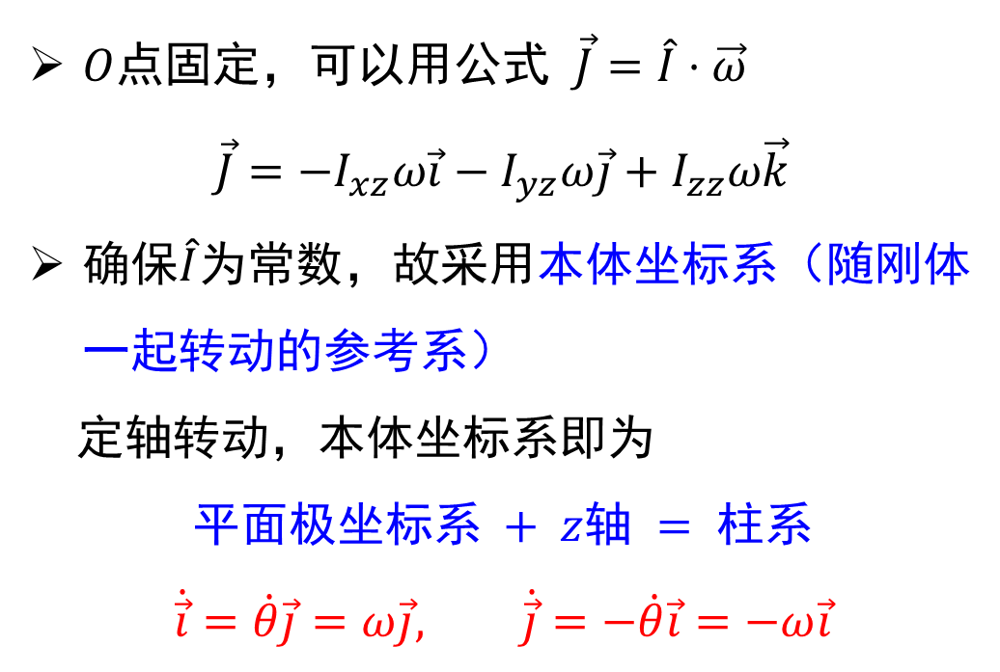 ➢ O点固定，可以用公式 $\vec{J} = \hat{I} \cdot \vec{\omega}$
$\vec{J} = -I_{xz}\omega\vec{i} - I_{yz}\omega\vec{j} + I_{zz}\omega\vec{k}$
➢ 确保$\hat{I}$为常数，故采用本体坐标系（随刚体
一起转动的参考系）
定轴转动，本体坐标系即为
平面极坐标系 + z轴 = 柱系
$\dot{\vec{i}} = \dot{\theta}\vec{j} = \omega\vec{j},\quad \dot{\vec{j}} = -\dot{\theta}\vec{i} = -\omega\vec{i}$